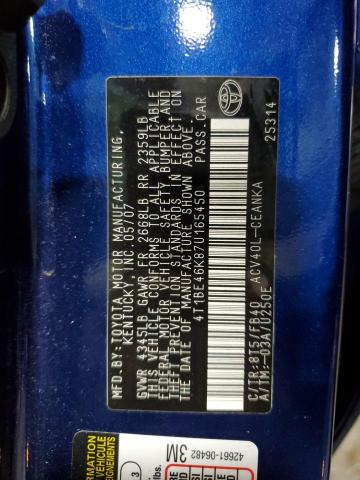 MFD. BY: TOYOTA MOTOR MANUFACTURING,
KENTUCKY, INC. 05/07
GVWR 4345LB GAWR FR 2668LB RR 2359LB
THIS VEHICLE CONFORMS TO ALL APPLICABLE
FEDERAL MOTOR VEHICLE SAFETY, BUMPER AND
THEFT PREVENTION STANDARDS IN EFFECT ON
THE DATE OF MANUFACTURE SHOWN ABOVE.
4T1BE46K87U165450 PASS. CAR
C/TR: 8T5/FB40 ACV40L-CEANKA
A/TM: -03A/U250E 25314
42661-06482
3M